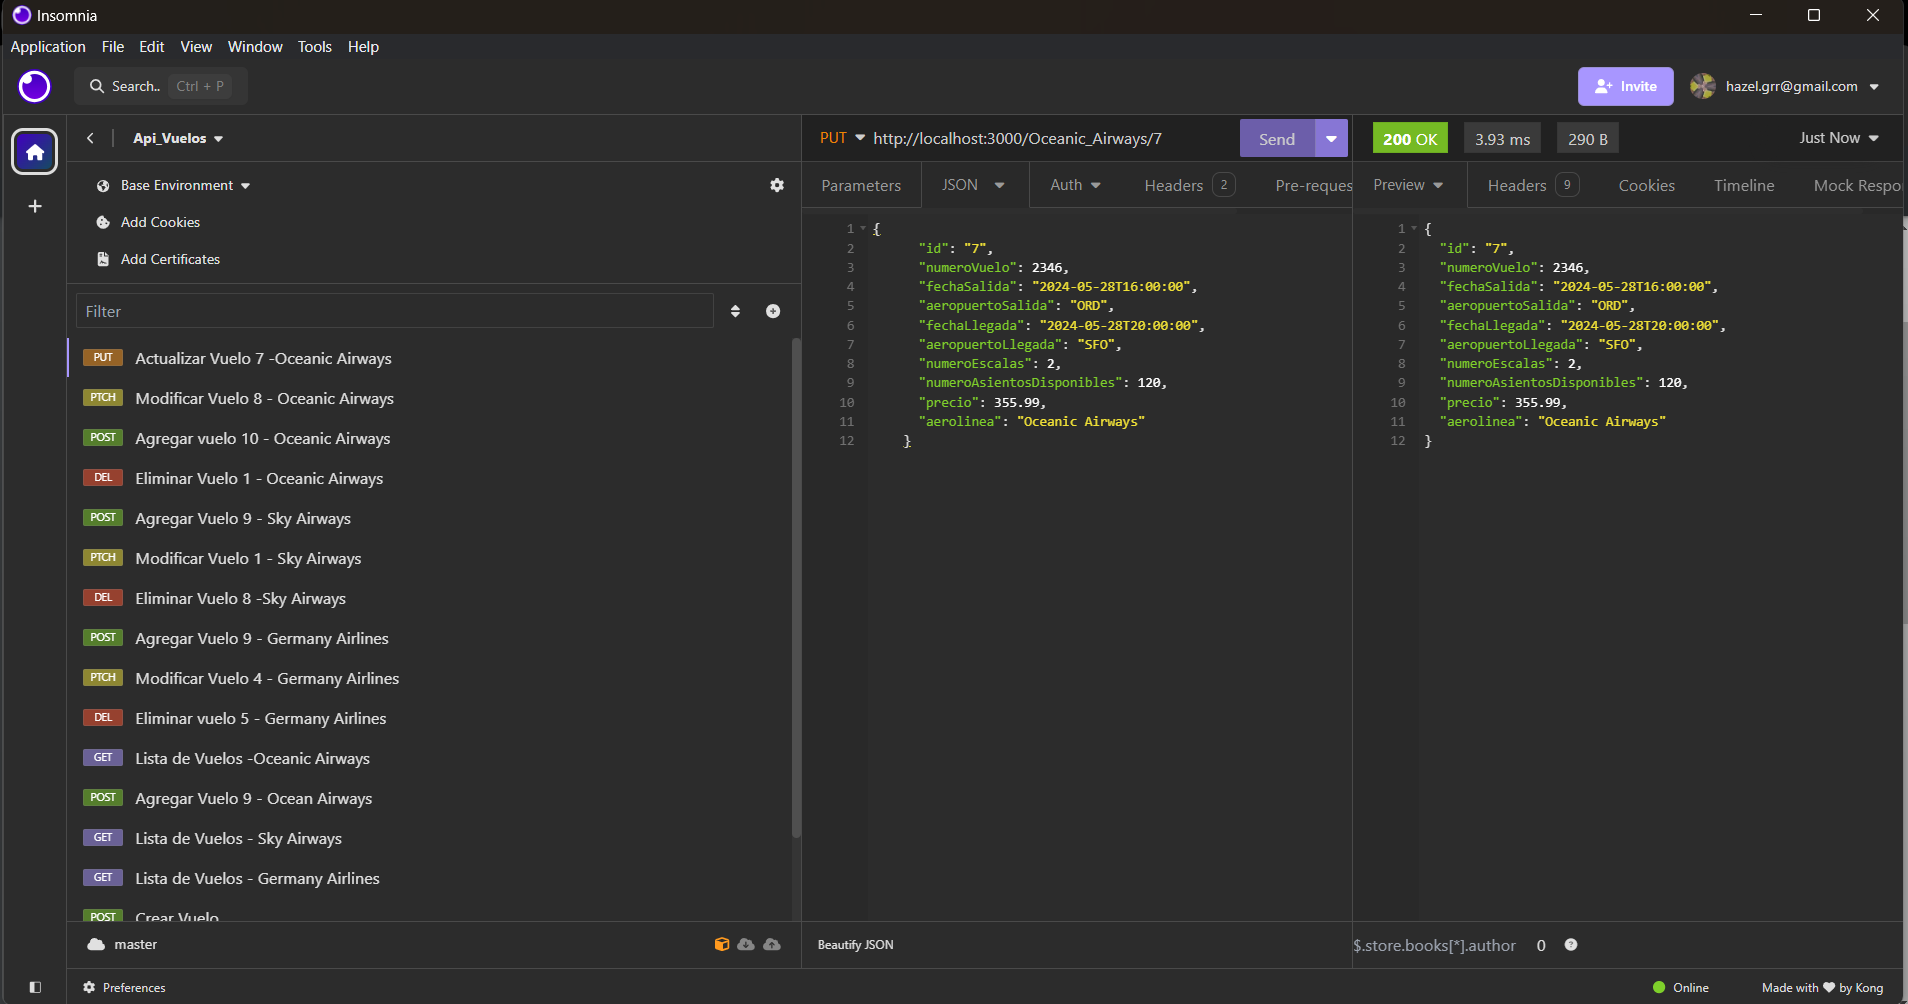 Insomnia
Application File Edit View Window Tools Help
Search.. Ctrl + P
Invite
hazel.grr@gmail.com
Api_Vuelos
PUT http://localhost:3000/Oceanic_Airways/7
Send
200 OK
3.93 ms
290 B
Just Now
Base Environment
Add Cookies
Add Certificates
Parameters JSON Auth Headers 2 Pre-reques
Preview Headers 9 Cookies Timeline Mock Respo
Filter
PUT Actualizar Vuelo 7 -Oceanic Airways
PTCH Modificar Vuelo 8 - Oceanic Airways
POST Agregar vuelo 10 - Oceanic Airways
DEL Eliminar Vuelo 1 - Oceanic Airways
POST Agregar Vuelo 9 - Sky Airways
PTCH Modificar Vuelo 1 - Sky Airways
DEL Eliminar Vuelo 8 -Sky Airways
POST Agregar Vuelo 9 - Germany Airlines
PTCH Modificar Vuelo 4 - Germany Airlines
DEL Eliminar vuelo 5 - Germany Airlines
GET Lista de Vuelos -Oceanic Airways
POST Agregar Vuelo 9 - Ocean Airways
GET Lista de Vuelos - Sky Airways
GET Lista de Vuelos - Germany Airlines
POST Crear Vuelo
1 {
2 "id": "7",
3 "numeroVuelo": 2346,
4 "fechaSalida": "2024-05-28T16:00:00",
5 "aeropuertoSalida": "ORD",
6 "fechaLlegada": "2024-05-28T20:00:00",
7 "aeropuertoLlegada": "SFO",
8 "numeroEscalas": 2,
9 "numeroAsientosDisponibles": 120,
10 "precio": 355.99,
11 "aerolinea": "Oceanic Airways"
12 }
1 {
2 "id": "7",
3 "numeroVuelo": 2346,
4 "fechaSalida": "2024-05-28T16:00:00",
5 "aeropuertoSalida": "ORD",
6 "fechaLlegada": "2024-05-28T20:00:00",
7 "aeropuertoLlegada": "SFO",
8 "numeroEscalas": 2,
9 "numeroAsientosDisponibles": 120,
10 "precio": 355.99,
11 "aerolinea": "Oceanic Airways"
12 }
master
Beautify JSON
$.store.books[*].author 0
Preferences
Online
Made with ♥ by Kong